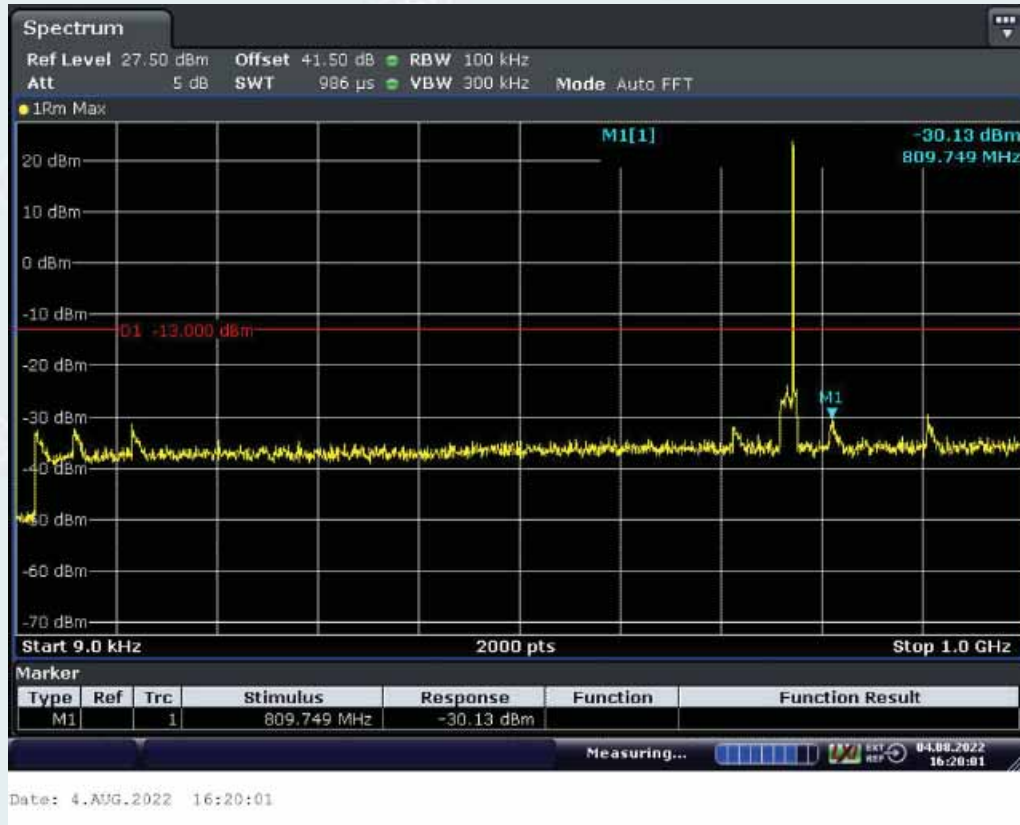 Spectrum
Ref Level 27.50 dBm Offset 41.50 dB RBW 100 kHz
Att 5 dB SWT 986 µs VBW 300 kHz Mode Auto FFT
1Rm Max
M1[1] -30.13 dBm
809.749 MHz
20 dBm
10 dBm
0 dBm
-10 dBm
D1 -13.000 dBm
-20 dBm
-30 dBm
M1
-40 dBm
-50 dBm
-60 dBm
-70 dBm
Start 9.0 kHz 2000 pts Stop 1.0 GHz
Marker
Type Ref Trc Stimulus Response Function Function Result
M1 1 809.749 MHz -30.13 dBm
Measuring... EXT REF 04.08.2022
16:20:01
Date: 4.AUG.2022 16:20:01